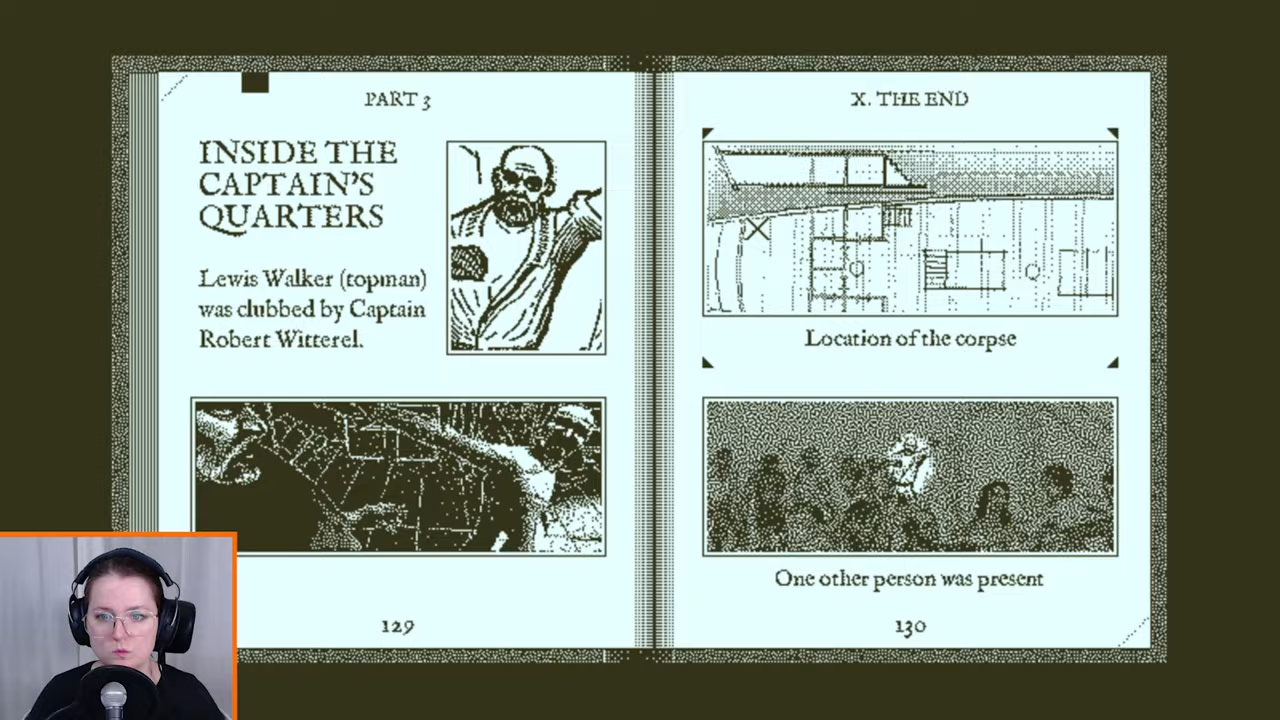 PART 3
INSIDE THE
CAPTAIN'S
QUARTERS
Lewis Walker (topman)
was clubbed by Captain
Robert Witterel.
129
X. THE END
Location of the corpse
One other person was present
130